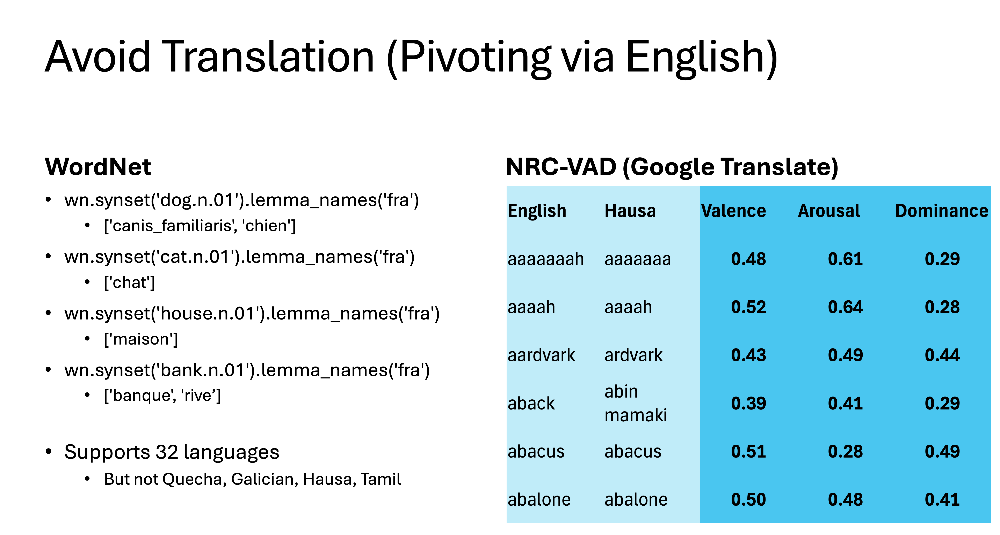 Avoid Translation (Pivoting via English)
WordNet
• wn.synset('dog.n.01').lemma_names('fra')
• ['canis_familiaris', 'chien']
• wn.synset('cat.n.01').lemma_names('fra')
• ['chat']
• wn.synset('house.n.01').lemma_names('fra')
• ['maison']
• wn.synset('bank.n.01').lemma_names('fra')
• ['banque', 'rive’]
• Supports 32 languages
• But not Quecha, Galician, Hausa, Tamil
NRC-VAD (Google Translate)
English Hausa Valence Arousal Dominance
aaaaaaah aaaaaaa 0.48 0.61 0.29
aaaah aaaah 0.52 0.64 0.28
aardvark ardvark 0.43 0.49 0.44
aback abin mamaki 0.39 0.41 0.29
abacus abacus 0.51 0.28 0.49
abalone abalone 0.50 0.48 0.41